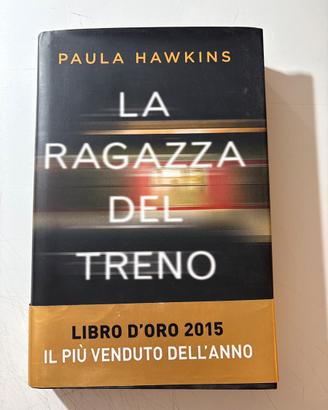 PAULA HAWKINS
LA
RAGAZZA
DEL
TRENO
LIBRO D'ORO 2015
IL PIÙ VENDUTO DELL'ANNO